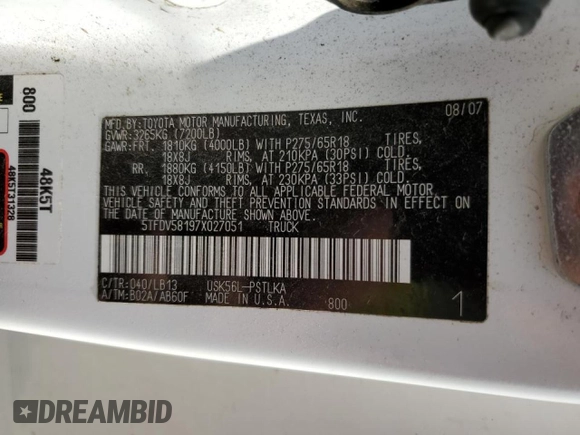 MFD. BY:TOYOTA MOTOR MANUFACTURING, TEXAS, INC. 08/07
GVWR: 3265KG (7200LB)
GAWR:FRT. 1810KG (4000LB) WITH P275/65R18 TIRES,
18X8J RIMS, AT 210KPA (30PSI) COLD
RR. 1880KG (4150LB) WITH P275/65R18 TIRES,
18X8J RIMS, AT 230KPA (33PSI) COLD
THIS VEHICLE CONFORMS TO ALL APPLICABLE FEDERAL MOTOR
VEHICLE SAFETY AND THEFT PREVENTION STANDARDS IN EFFECT ON
THE DATE OF MANUFACTURE SHOWN ABOVE.
5TFDV58197X027051 TRUCK
C/TR: 040/LB13 USK56L-PSTLKA
A/TM: B02A/AB60F MADE IN U.S.A. 800 1
800
48K5T
48K5T31328
DREAMBID